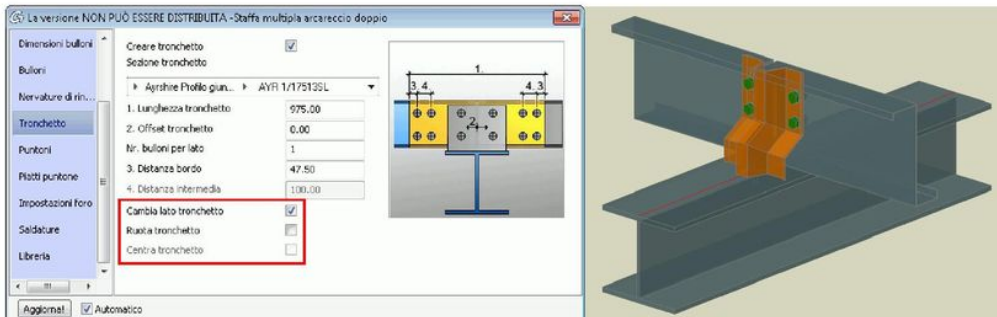 La versione NON PUÒ ESSERE DISTRIBUITA -Staffa multipla arcareccio doppio
Dimensioni bulloni
Bulloni
Nervature di rin...
Tronchetto
Puntoni
Piatti puntone
Impostazioni foro
Saldature
Libreria
Creare tronchetto
Sezione tronchetto
Ayrshire Profilo giun... AYR 1/17513SL
1. Lunghezza tronchetto 975.00
2. Offset tronchetto 0.00
Nr. bulloni per lato 1
3. Distanza bordo 47.50
4. Distanza intermedia 100.00
Cambia lato tronchetto
Ruota tronchetto
Centra tronchetto
1.
3. 4. 4. 3.
2.
Aggiorna! Automatico